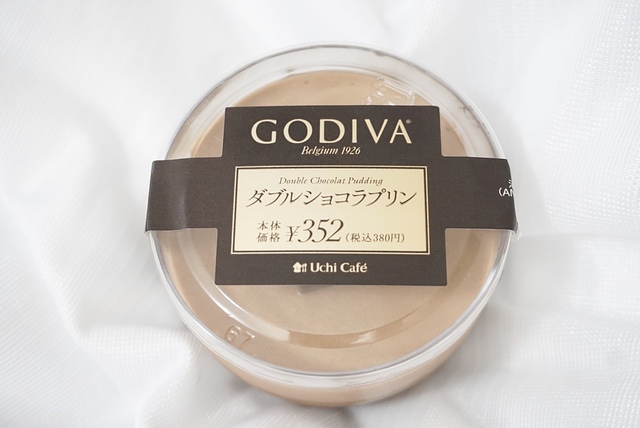 GODIVA®
Belgium 1926
Double Chocolat Pudding
ダブルショコラプリン
本体価格 ¥352(税込380円)
Uchi Café
67